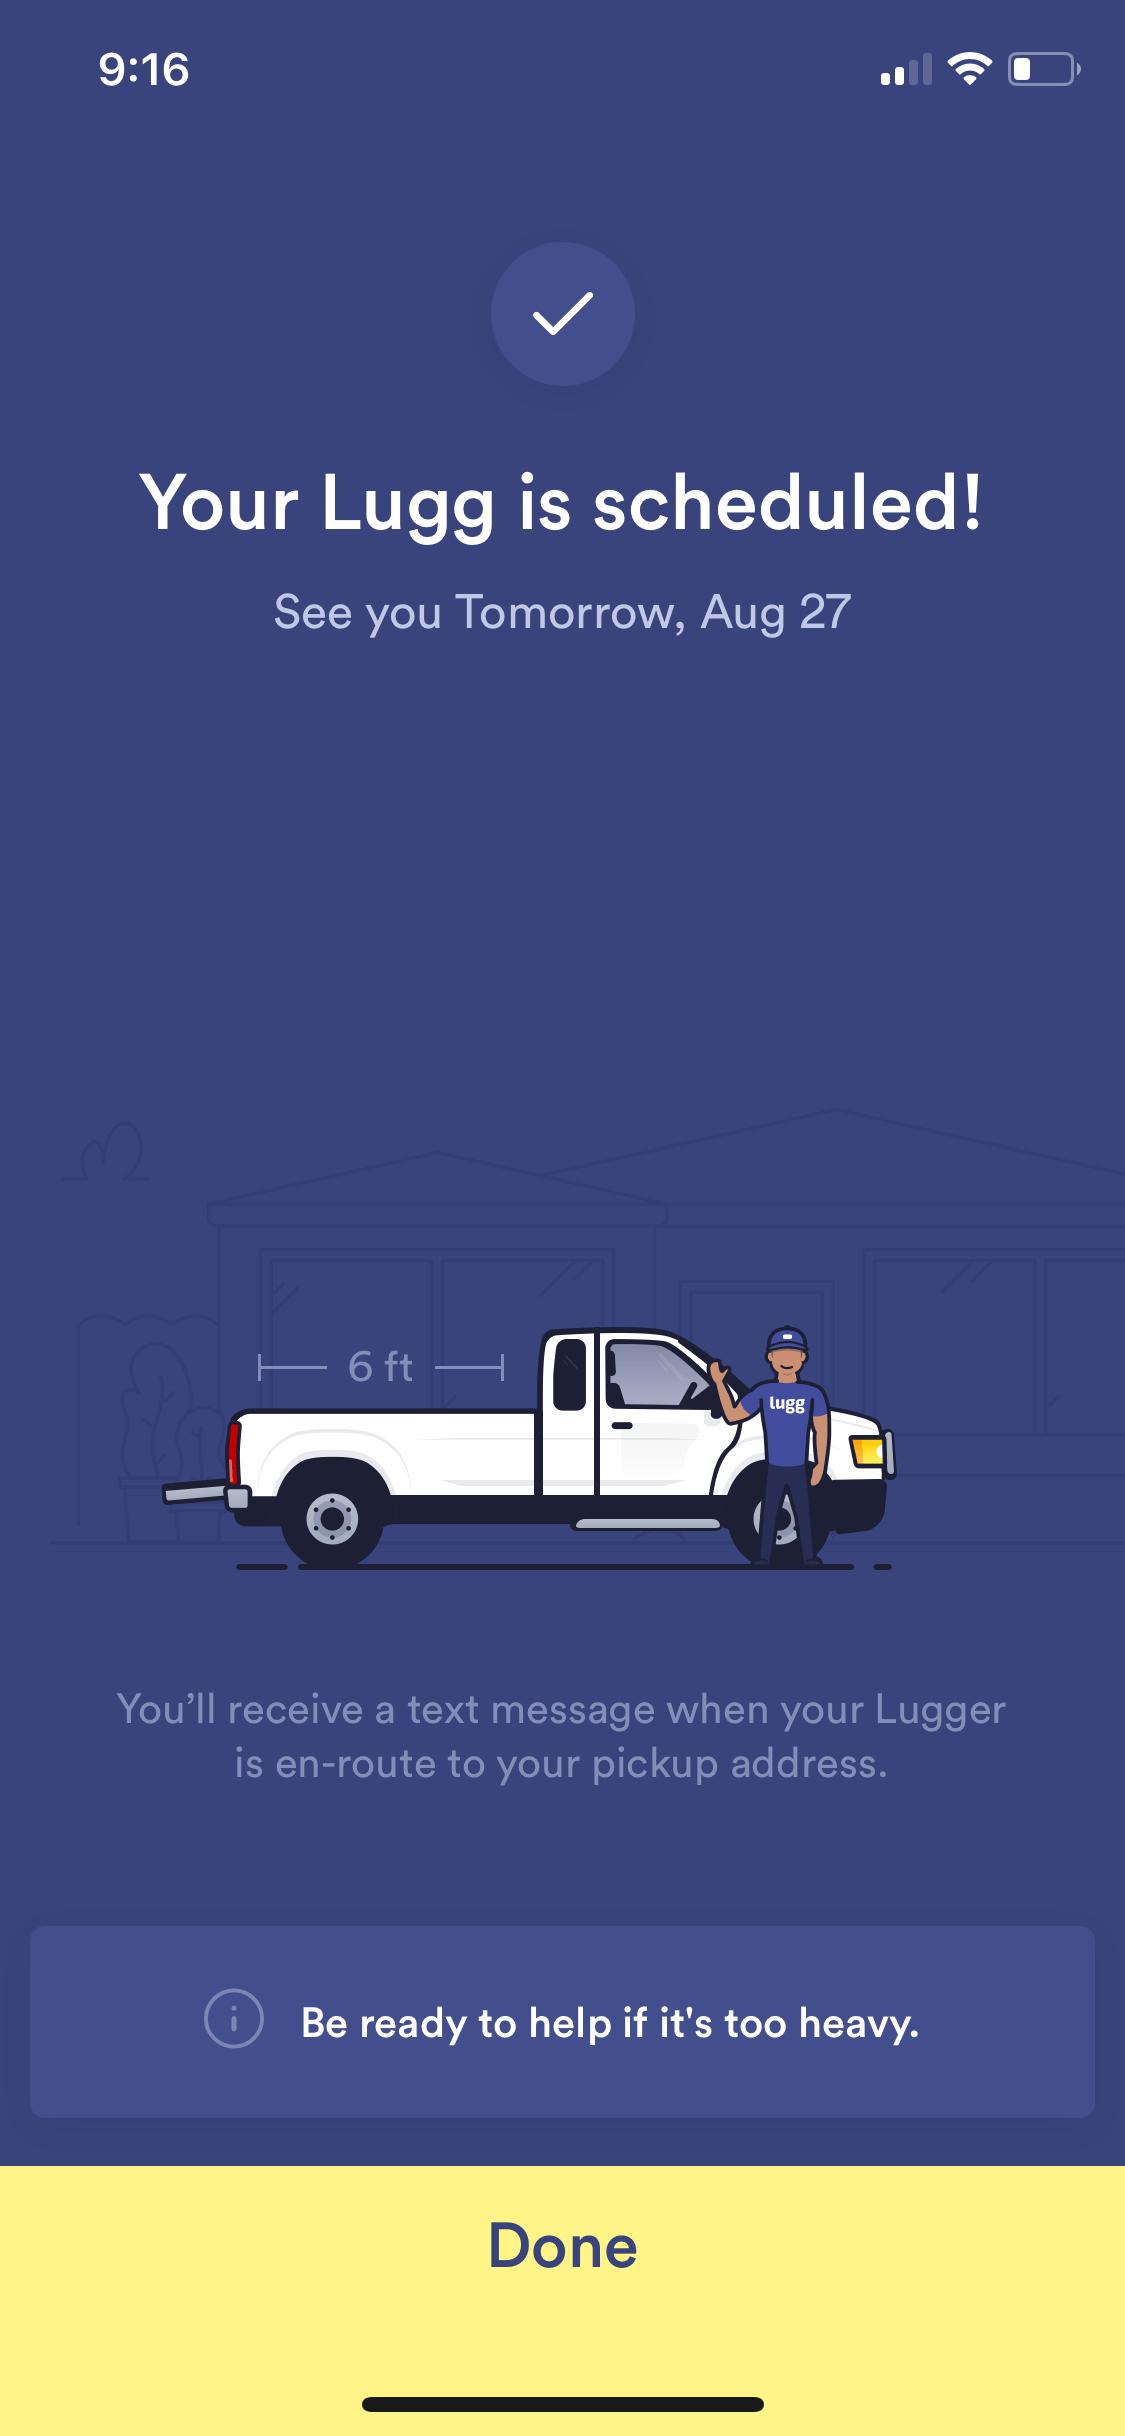 9:16
Your Lugg is scheduled!
See you Tomorrow, Aug 27
6 ft
lugg
You’ll receive a text message when your Lugger
is en-route to your pickup address.
Be ready to help if it's too heavy.
Done